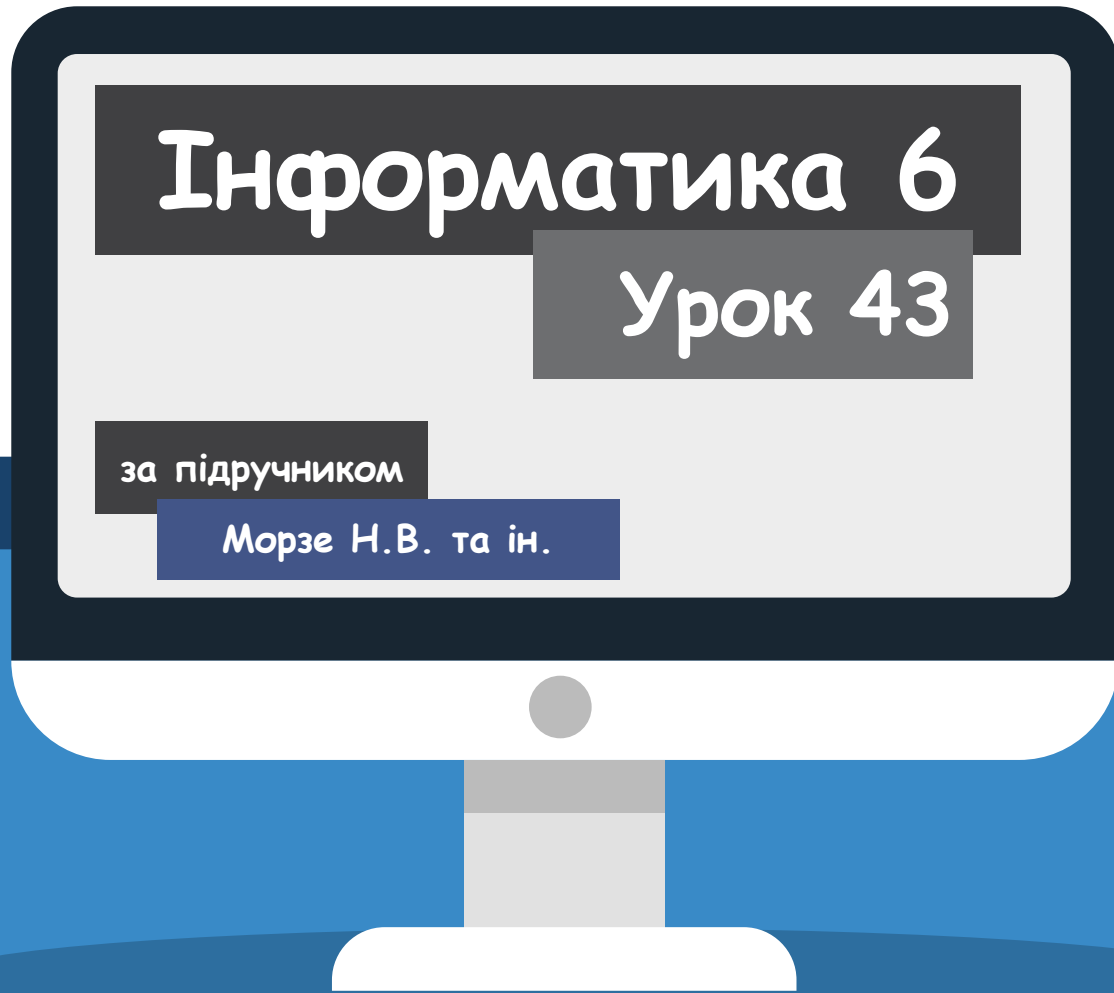 Інформатика 6
Урок 43
за підручником
Морзе Н.В. та ін.